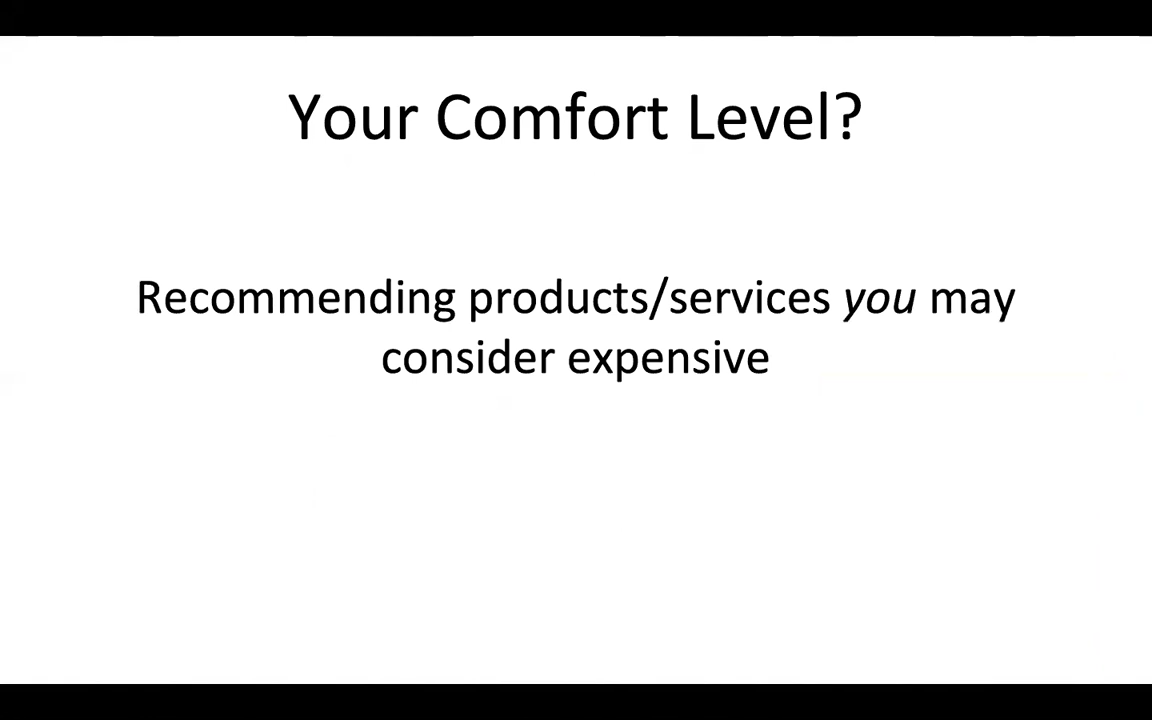 Your Comfort Level?
Recommending products/services you may
consider expensive